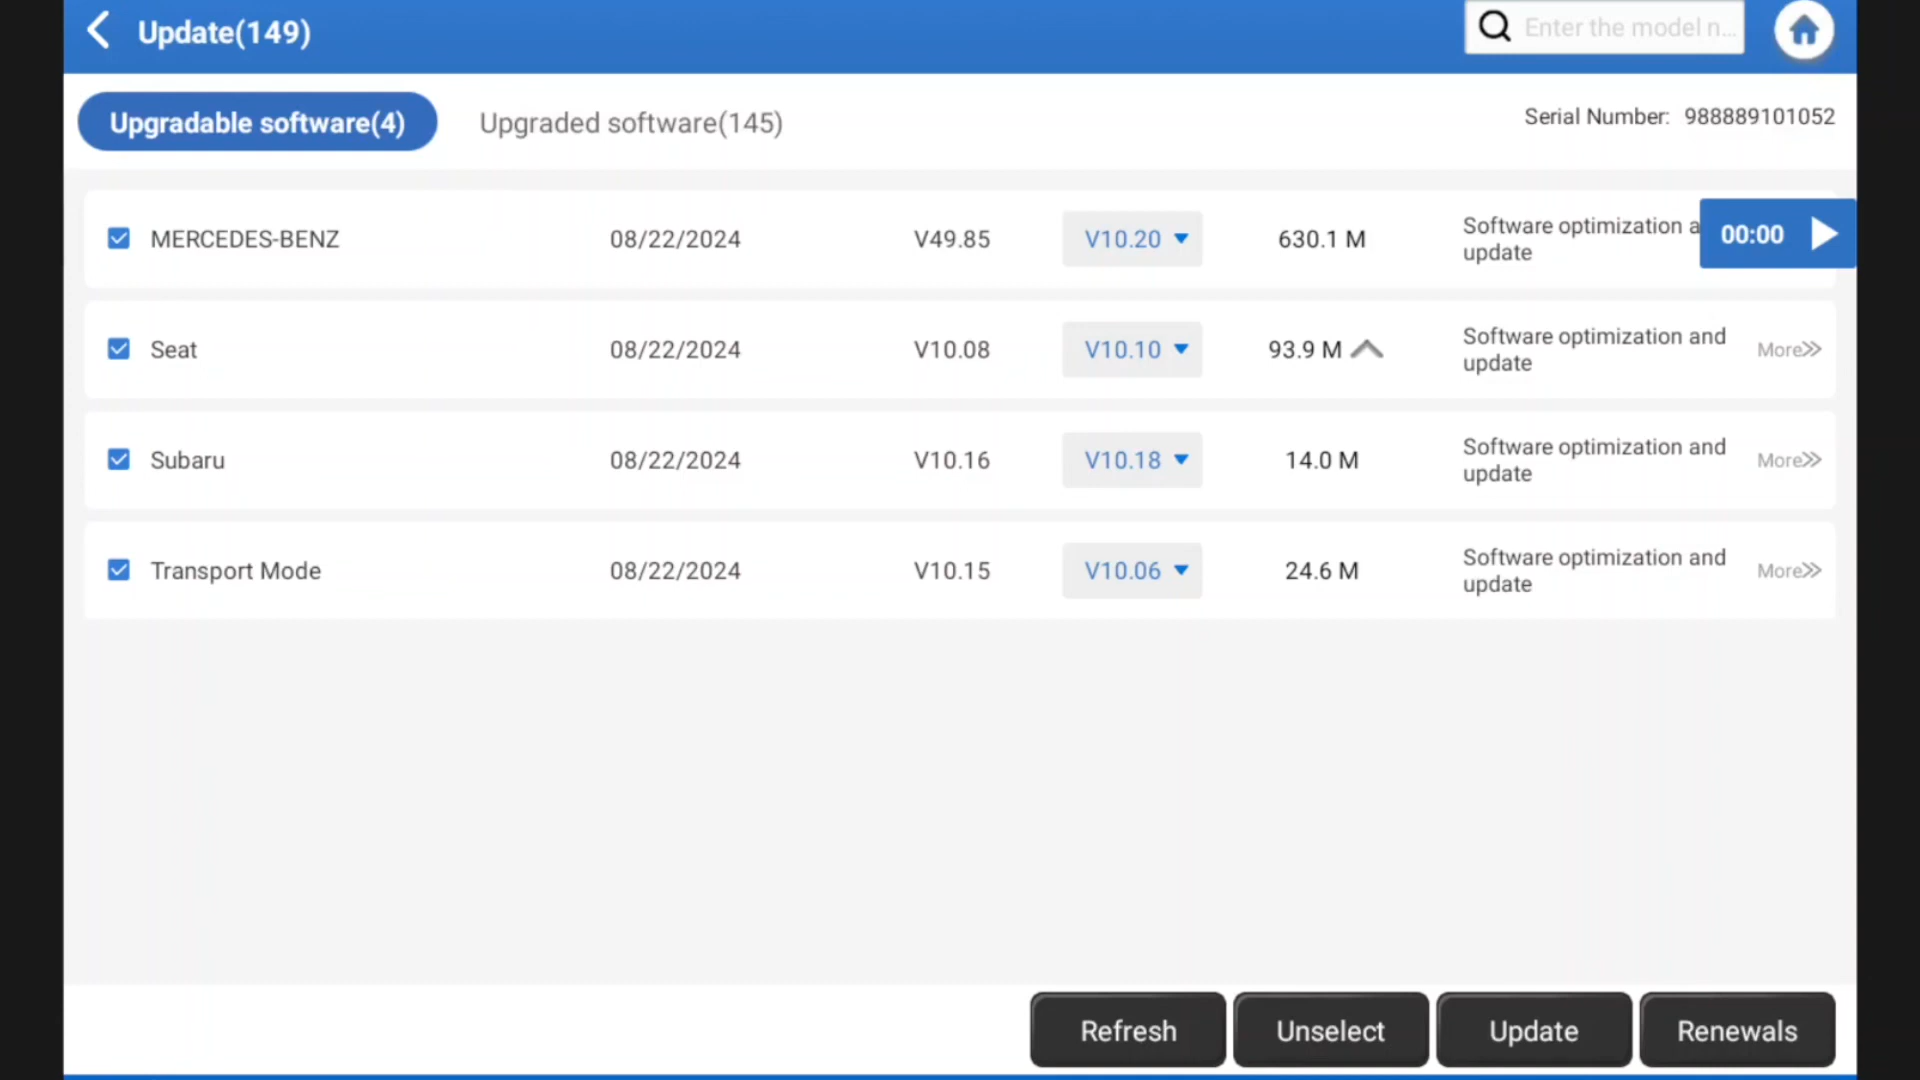 Update(149)
Enter the model n...
Upgradable software(4)
Upgraded software(145)
Serial Number: 988889101052
MERCEDES-BENZ 08/22/2024 V49.85 V10.20 630.1 M Software optimization a
update
00:00
Seat 08/22/2024 V10.08 V10.10 93.9 M Software optimization and
update
More
Subaru 08/22/2024 V10.16 V10.18 14.0 M Software optimization and
update
More
Transport Mode 08/22/2024 V10.15 V10.06 24.6 M Software optimization and
update
More
Refresh
Unselect
Update
Renewals